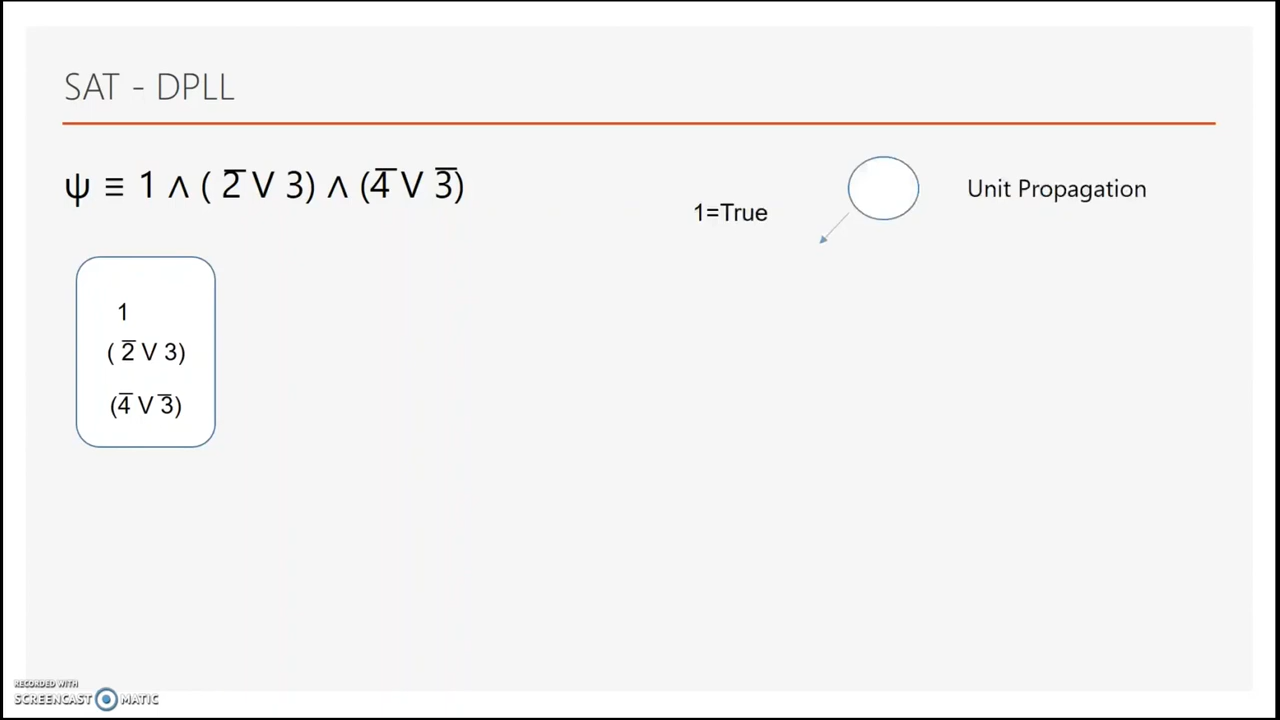 SAT - DPLL
ψ ≡ 1 ∧ ( 2̅ V 3) ∧ (4̅ V 3̅)
1=True
Unit Propagation
1
( 2̅ V 3)
(4̅ V 3̅)
RECORDED WITH
SCREENCAST MATIC